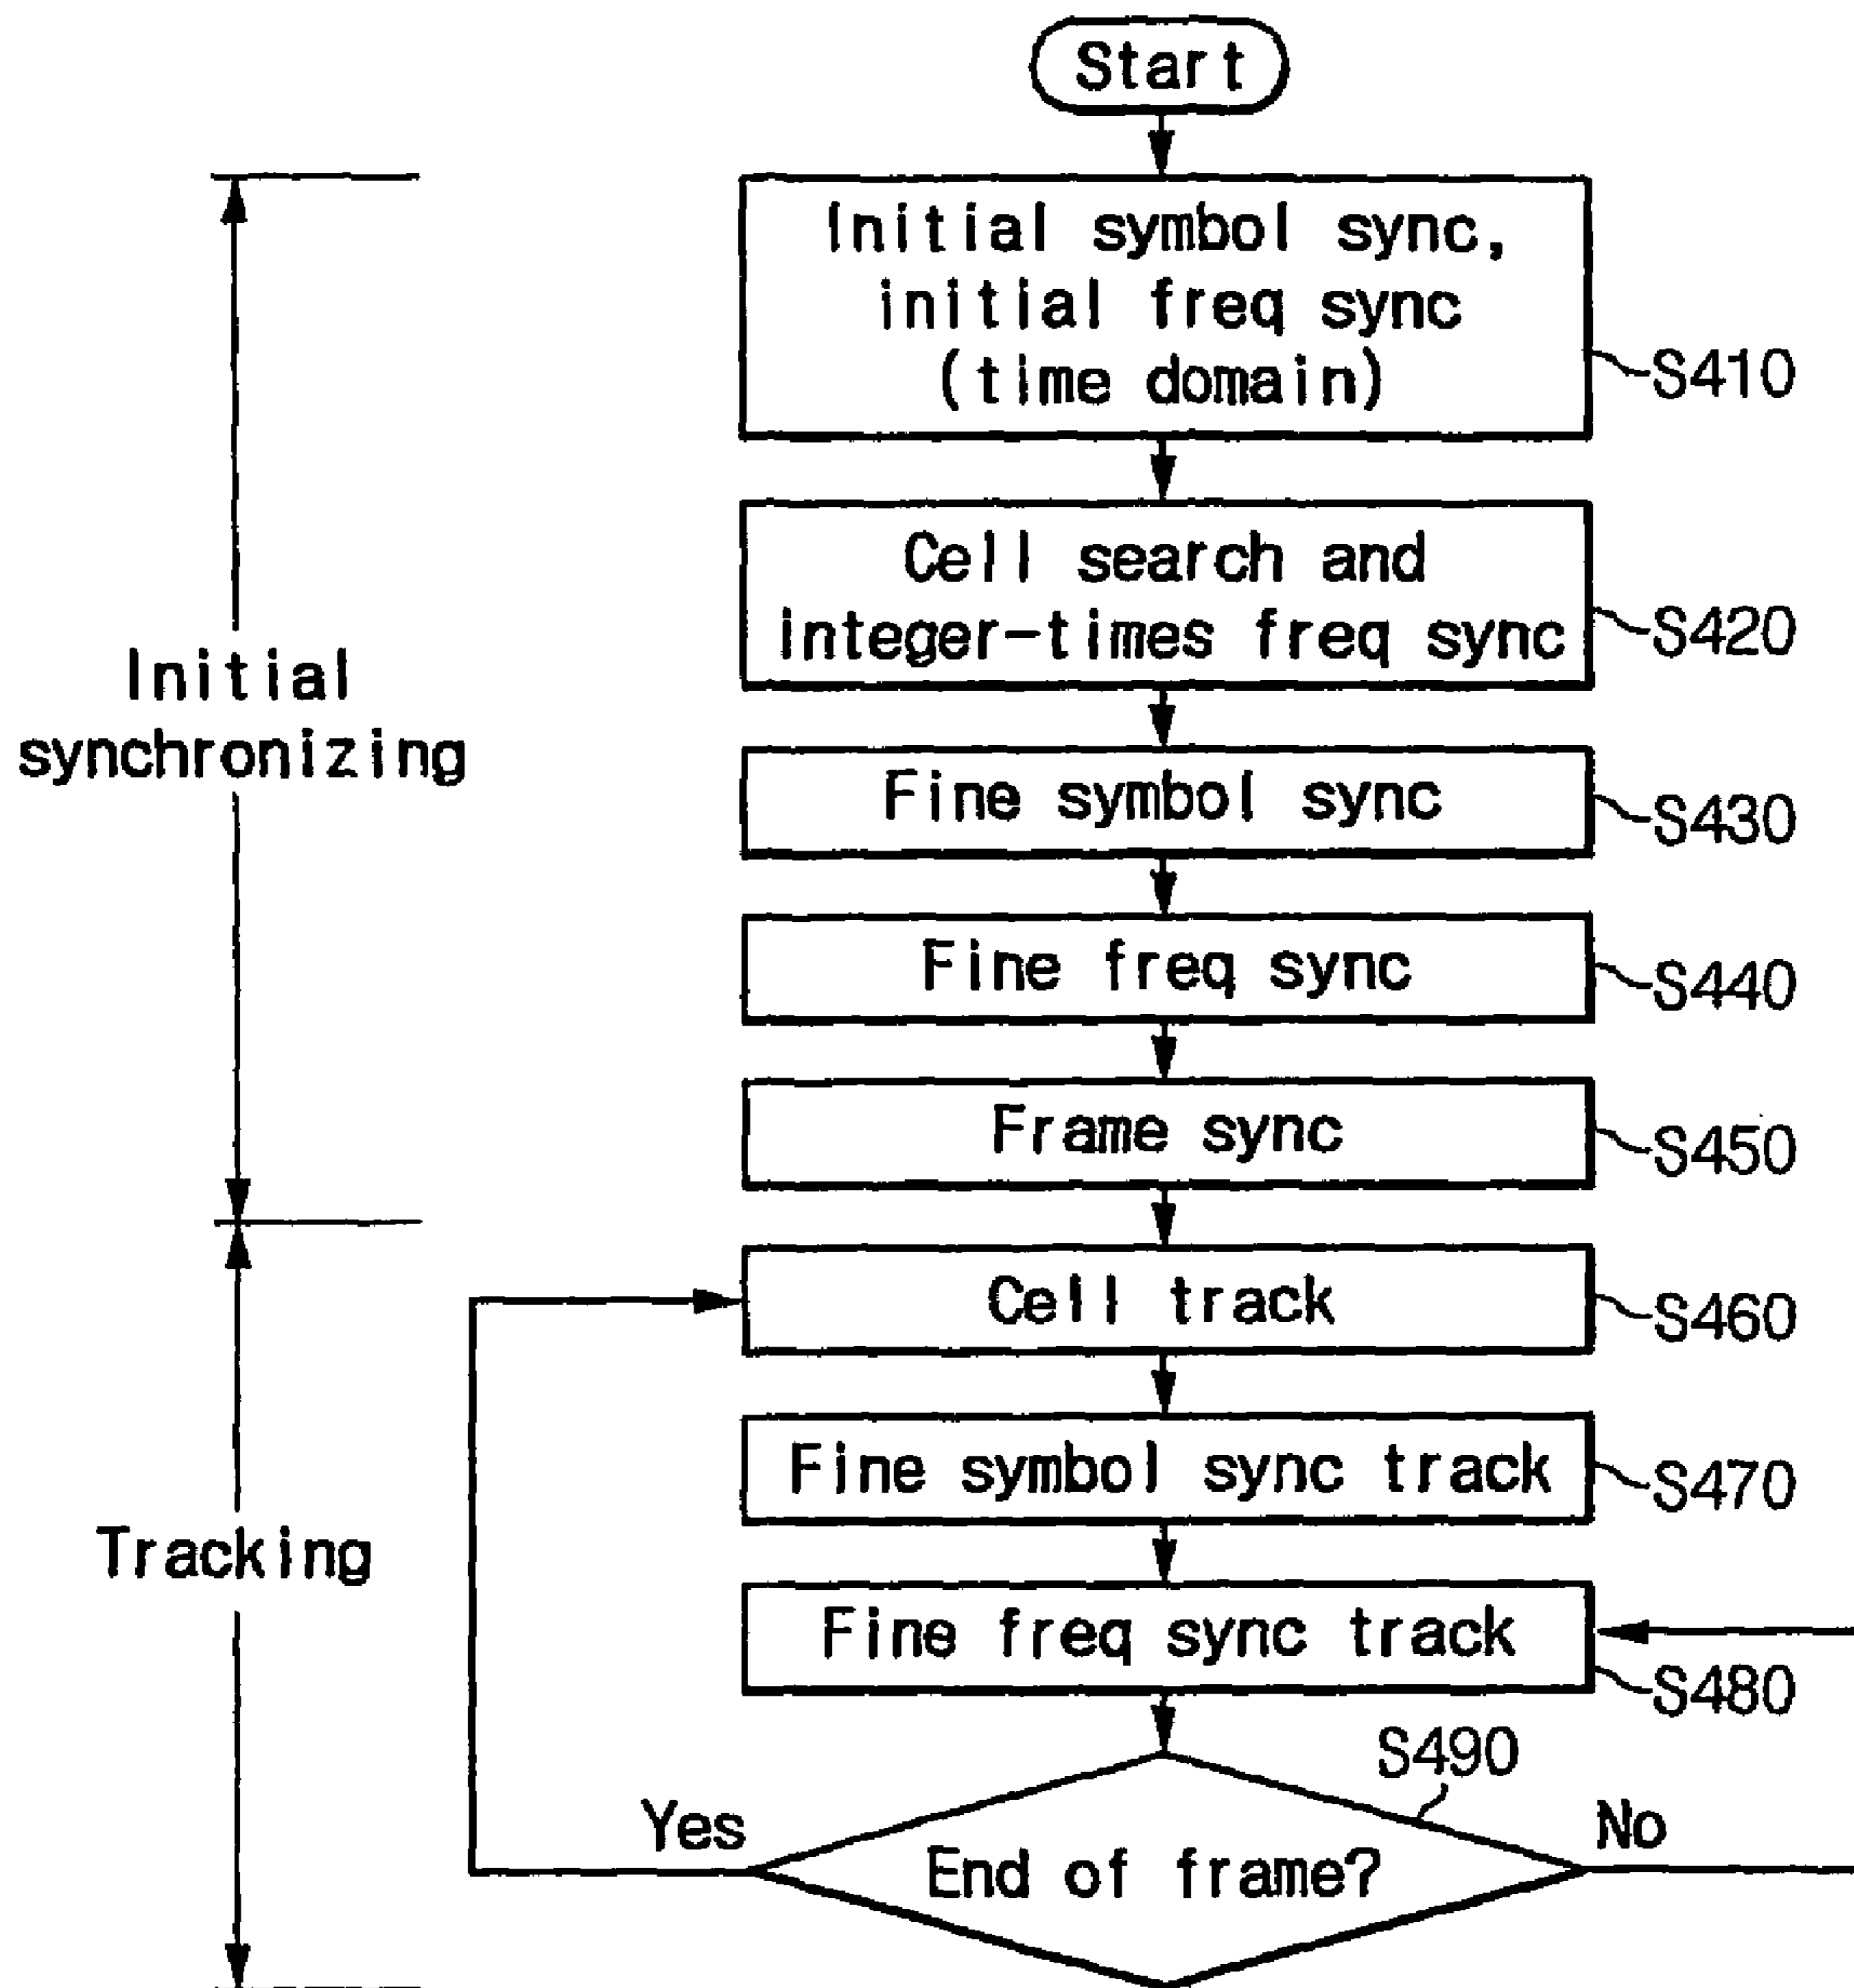 Start
Initial symbol sync,
initial freq sync
(time domain)
S410
Cell search and
integer-times freq sync
S420
Initial
synchronizing
Fine symbol sync
S430
Fine freq sync
S440
Frame sync
S450
Cell track
S460
Fine symbol sync track
S470
Tracking
Fine freq sync track
S480
S490
Yes
No
End of frame?